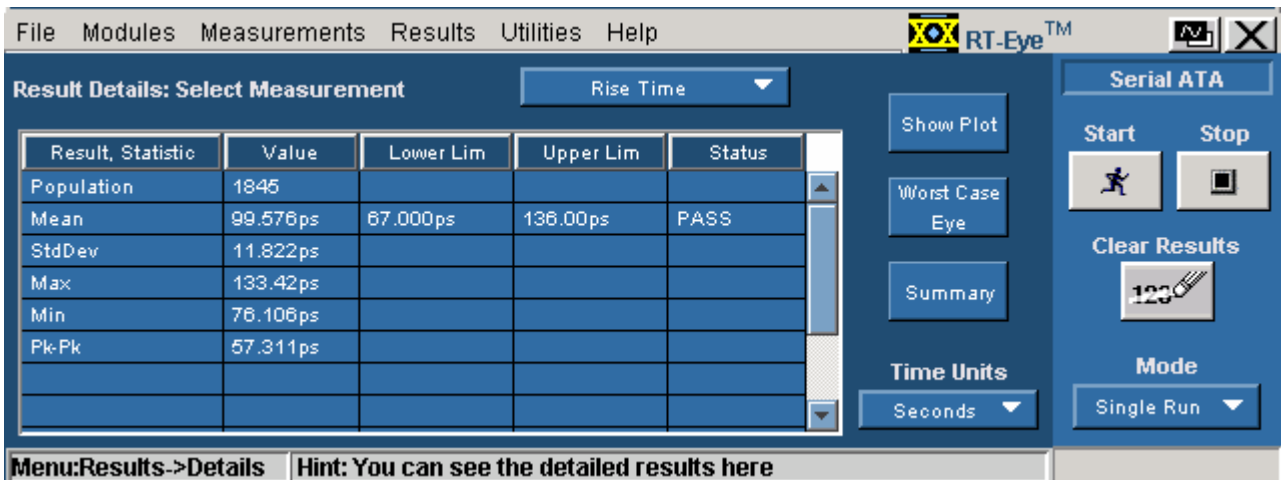 File Modules Measurements Results Utilities Help
RT-Eye™
Result Details: Select Measurement
Rise Time
Result, Statistic Value Lower Lim Upper Lim Status
Population 1845
Mean 99.576ps 67.000ps 136.00ps PASS
StdDev 11.822ps
Max 133.42ps
Min 76.106ps
Pk-Pk 57.311ps
Show Plot
Worst Case
Eye
Summary
Time Units
Seconds
Serial ATA
Start Stop
Clear Results
123
Mode
Single Run
Menu:Results->Details Hint: You can see the detailed results here